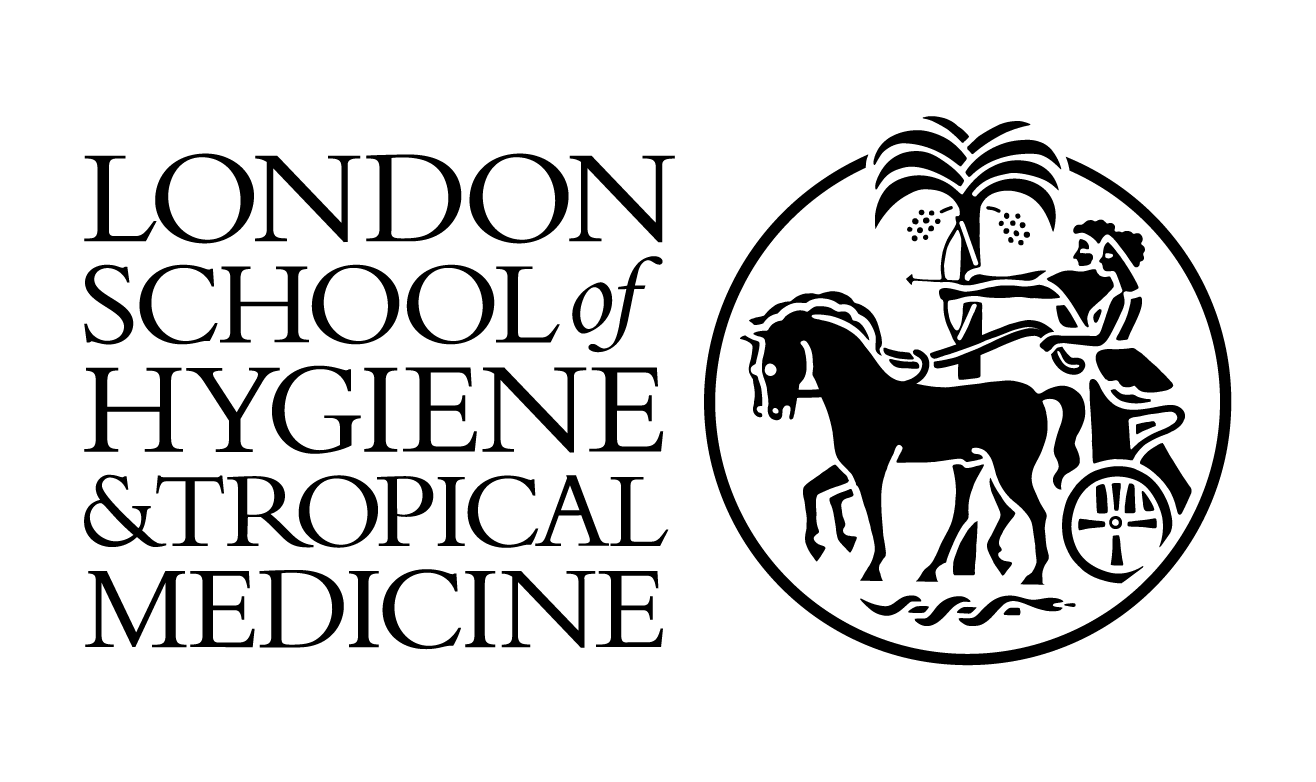 LONDON
SCHOOL of
HYGIENE
& TROPICAL
MEDICINE